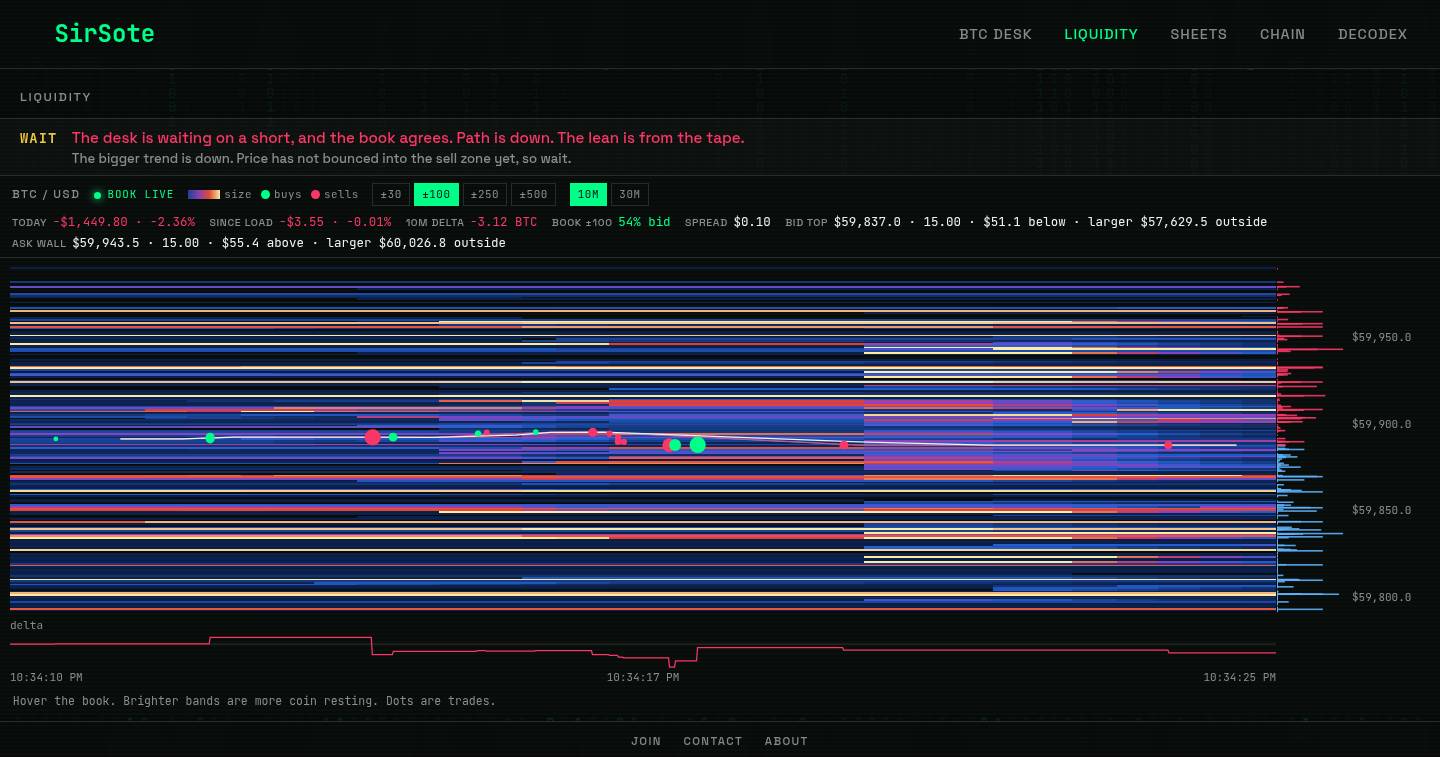 SirSote
BTC DESK LIQUIDITY SHEETS CHAIN DECODEX
LIQUIDITY
WAIT The desk is waiting on a short, and the book agrees. Path is down. The lean is from the tape.
The bigger trend is down. Price has not bounced into the sell zone yet, so wait.
BTC / USD BOOK LIVE size buys sells ±30 ±100 ±250 ±500 10M 30M
TODAY -$1,449.80 · -2.36% SINCE LOAD -$3.55 · -0.01% 10M DELTA -3.12 BTC BOOK ±100 54% bid SPREAD $0.10 BID TOP $59,837.0 · 15.00 · $51.1 below · larger $57,629.5 outside
ASK WALL $59,943.5 · 15.00 · $55.4 above · larger $60,026.8 outside
$59,950.0
$59,900.0
$59,850.0
$59,800.0
delta
10:34:10 PM 10:34:17 PM 10:34:25 PM
Hover the book. Brighter bands are more coin resting. Dots are trades.
JOIN CONTACT ABOUT